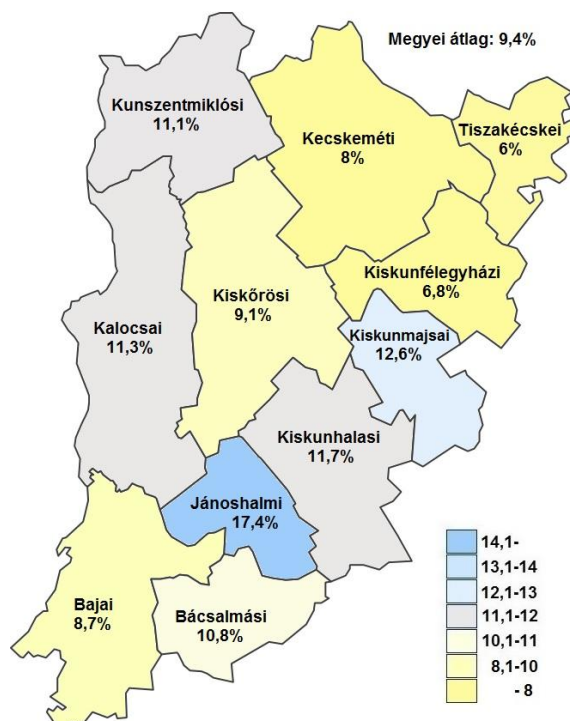 Megyei átlag: 9,4%
Kunszentmiklósi
11,1%
Kecskeméti
8%
Tiszakécskei
6%
Kiskunfélegyházi
6,8%
Kiskőrösi
9,1%
Kalocsai
11,3%
Kiskunmajsai
12,6%
Kiskunhalasi
11,7%
Jánoshalmi
17,4%
Bajai
8,7%
Bácsalmási
10,8%
14,1-
13,1-14
12,1-13
11,1-12
10,1-11
8,1-10
- 8